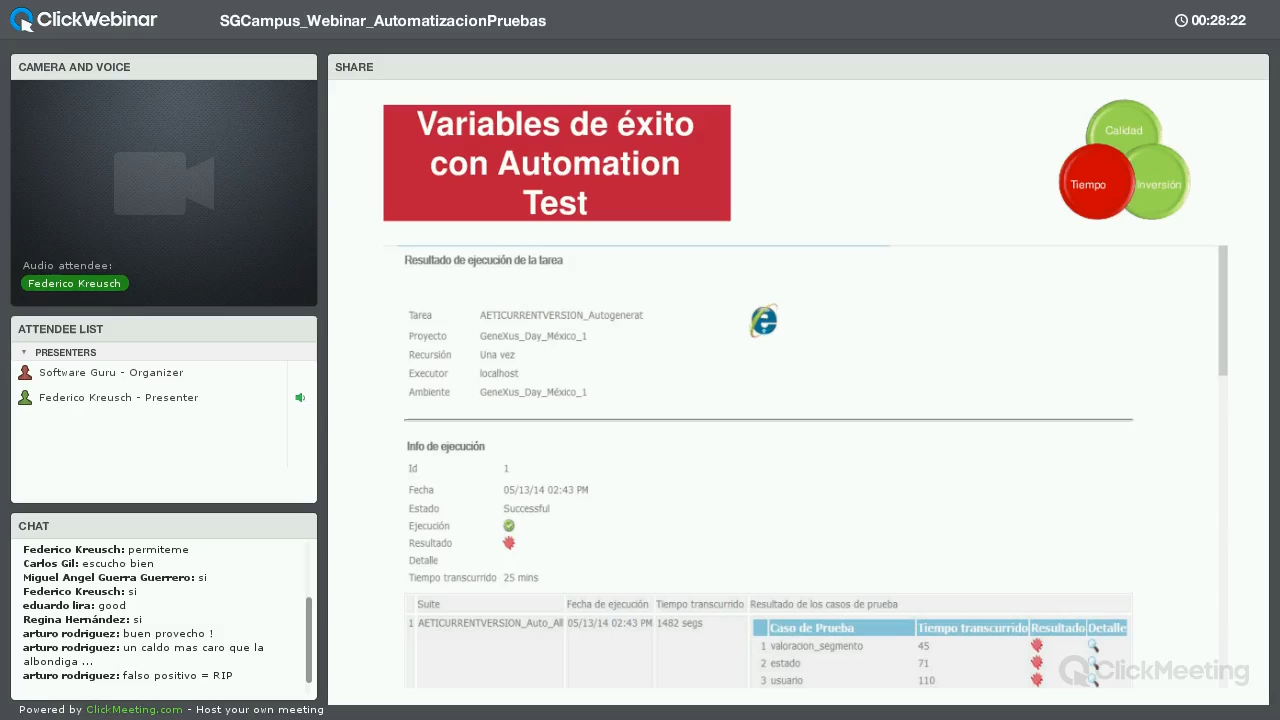 ClickWebinar
SGCampus_Webinar_AutomatizacionPruebas
00:28:22
CAMERA AND VOICE
Audio attendee:
Federico Kreusch
ATTENDEE LIST
PRESENTERS
Software Guru - Organizer
Federico Kreusch - Presenter
CHAT
Federico Kreusch: permiteme
Carlos Gil: escucho bien
Miguel Angel Guerra Guerrero: si
Federico Kreusch: si
eduardo lira: good
Regina Hernández: si
arturo rodriguez: buen provecho !
arturo rodriguez: un caldo mas caro que la
albondiga ...
arturo rodriguez: falso positivo = RIP
Powered by ClickMeeting.com - Host your own meeting
SHARE
Variables de éxito
con Automation
Test
Calidad
Tiempo
Inversión
Resultado de ejecución de la tarea
Tarea AETICURRENTVERSION_Autogenerat
Proyecto GeneXus_Day_México_1
Recursión Una vez
Executor localhost
Ambiente GeneXus_Day_México_1
Info de ejecución
Id 1
Fecha 05/13/14 02:43 PM
Estado Successful
Ejecución
Resultado
Detalle
Tiempo transcurrido 25 mins
Suite Fecha de ejecución Tiempo transcurrido Resultado de los casos de prueba
1 AETICURRENTVERSION_Auto_All 05/13/14 02:43 PM 1482 segs
Caso de Prueba Tiempo transcurrido Resultado Detalle
1 valoracion_segmento 45
2 estado 71
3 usuario 110
ClickMeeting